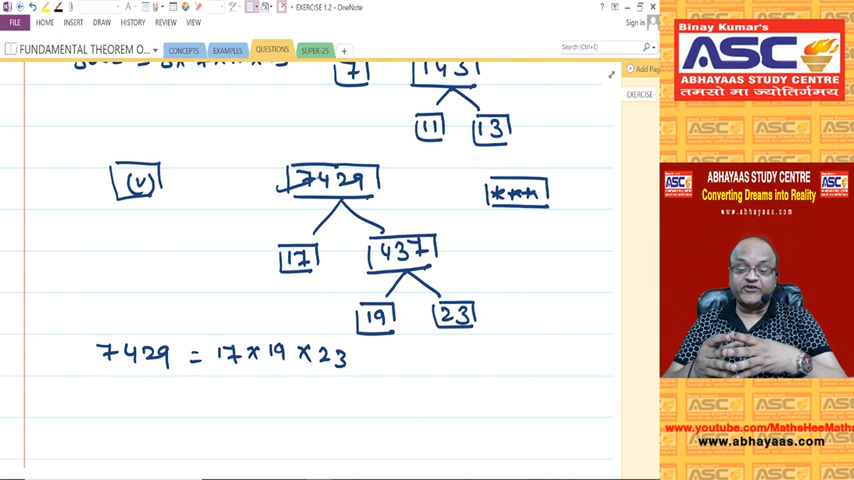 EXERCISE 1.2 - OneNote
FILE HOME INSERT DRAW HISTORY REVIEW VIEW
Sign in
FUNDAMENTAL THEOREM O... CONCEPTS EXAMPLES QUESTIONS SUPER-25 +
Search (Ctrl+E)
Add Pag
EXERCISE
7 143
11 13
(v) 7429 ****
17 437
19 23
7429 = 17 × 19 × 23
Binay Kumar's
ASC
ABHAYAAS STUDY CENTRE
तमसो मा ज्योतिर्गमय
ABHAYAAS STUDY CENTRE
ASC ASC
Converting Dreams into Reality
www.abhayaas.com
www.youtube.com/MathsHeeMaths
www.abhayaas.com